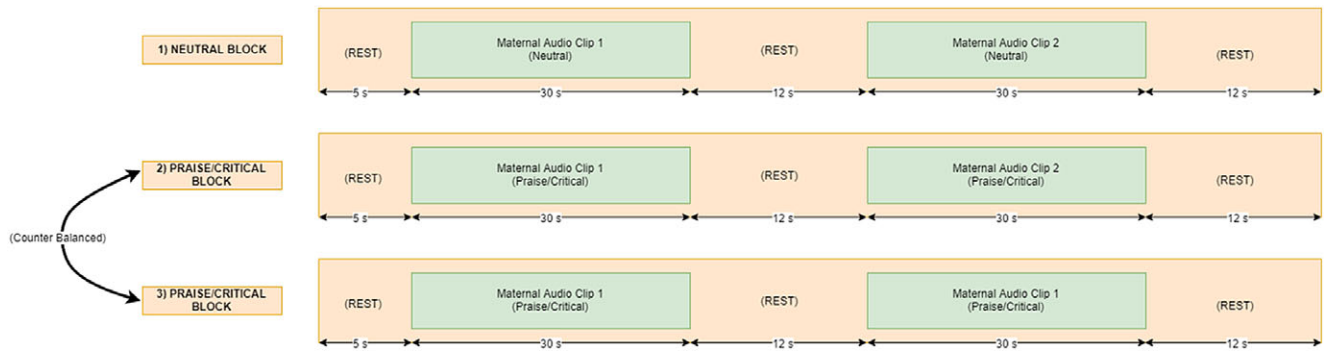 1) NEUTRAL BLOCK
(REST)
Maternal Audio Clip 1
(Neutral)
(REST)
Maternal Audio Clip 2
(Neutral)
(REST)
5 s
30 s
12 s
30 s
12 s
2) PRAISE/CRITICAL
BLOCK
(REST)
Maternal Audio Clip 1
(Praise/Critical)
(REST)
Maternal Audio Clip 2
(Praise/Critical)
(REST)
5 s
30 s
12 s
30 s
12 s
(Counter Balanced)
3) PRAISE/CRITICAL
BLOCK
(REST)
Maternal Audio Clip 1
(Praise/Critical)
(REST)
Maternal Audio Clip 1
(Praise/Critical)
(REST)
5 s
30 s
12 s
30 s
12 s